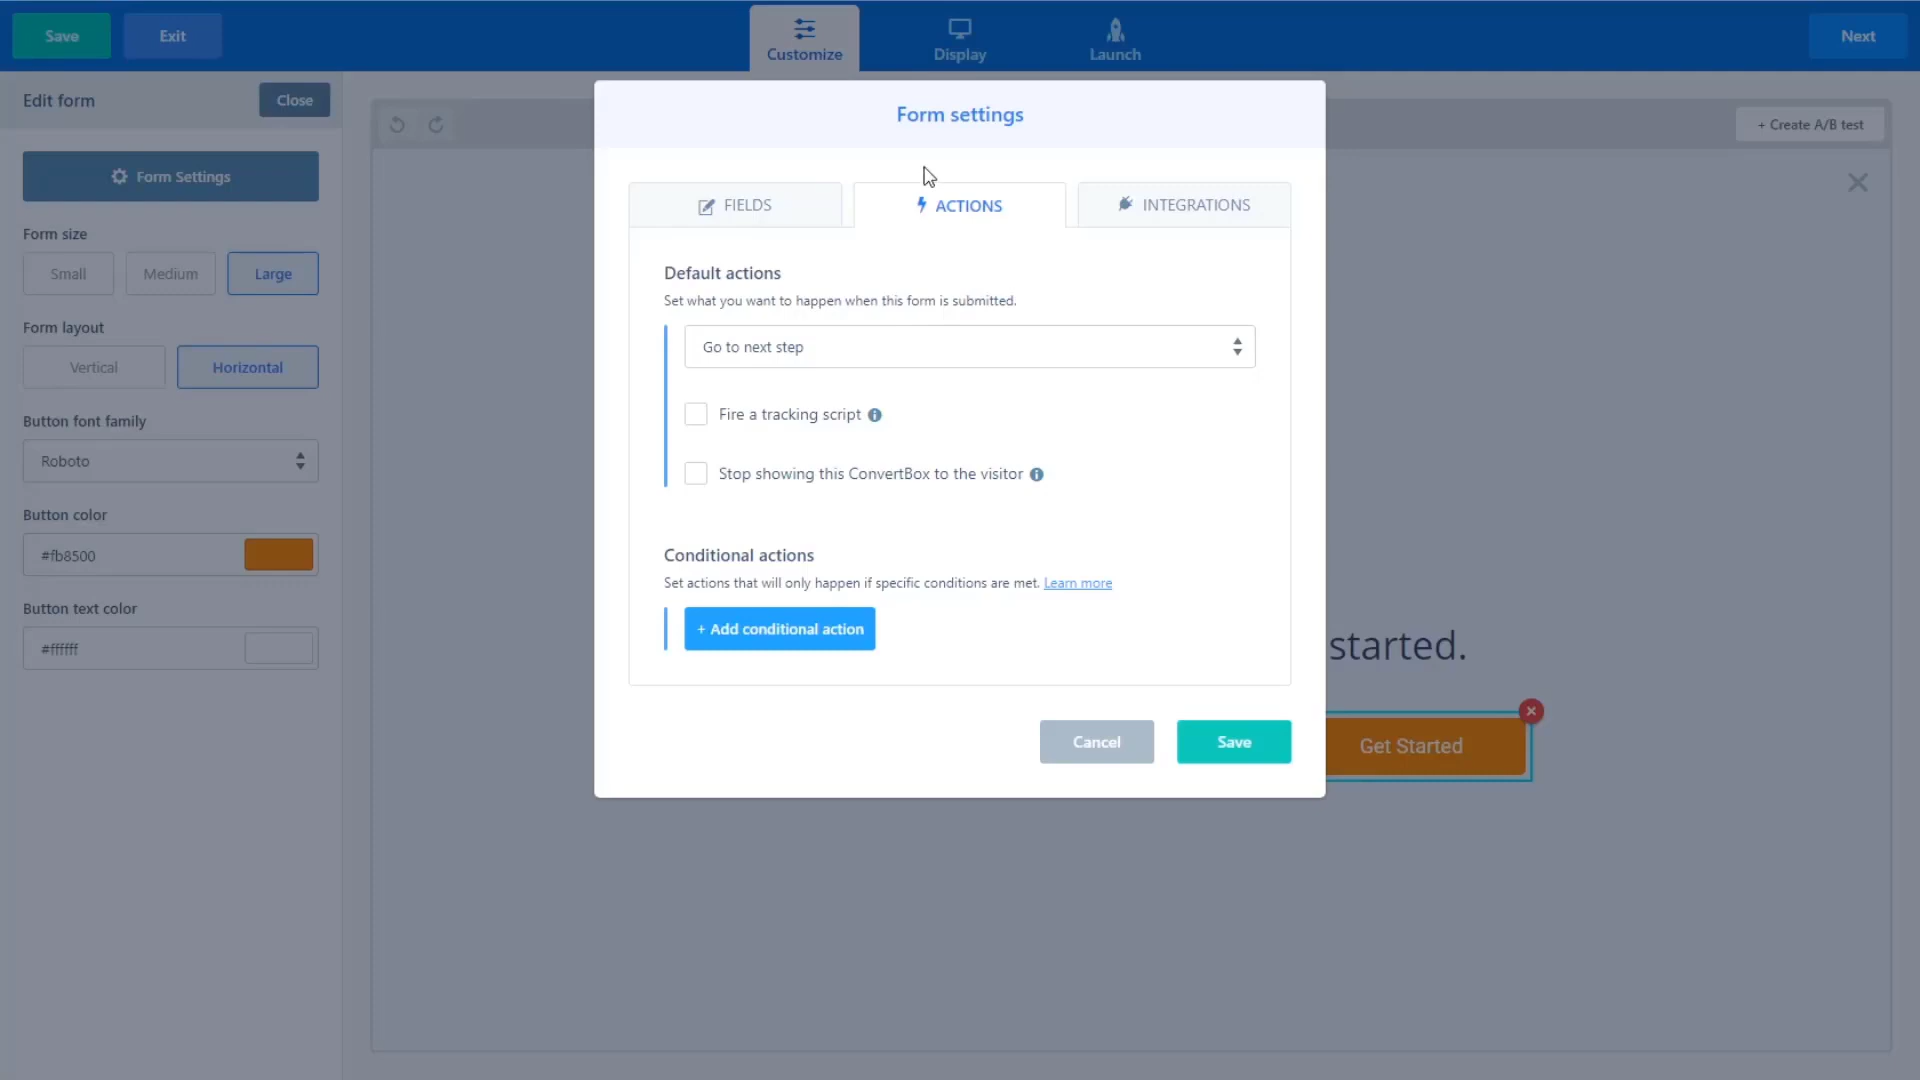 Save
Exit
Customize
Display
Launch
Next
Edit form
Close
Form Settings
Form size
Small
Medium
Large
Form layout
Vertical
Horizontal
Button font family
Roboto
Button color
#fb8500
Button text color
#ffffff
+ Create A/B test
Form settings
FIELDS
ACTIONS
INTEGRATIONS
Default actions
Set what you want to happen when this form is submitted.
Go to next step
Fire a tracking script
Stop showing this ConvertBox to the visitor
Conditional actions
Set actions that will only happen if specific conditions are met. Learn more
+ Add conditional action
Cancel
Save
started.
Get Started